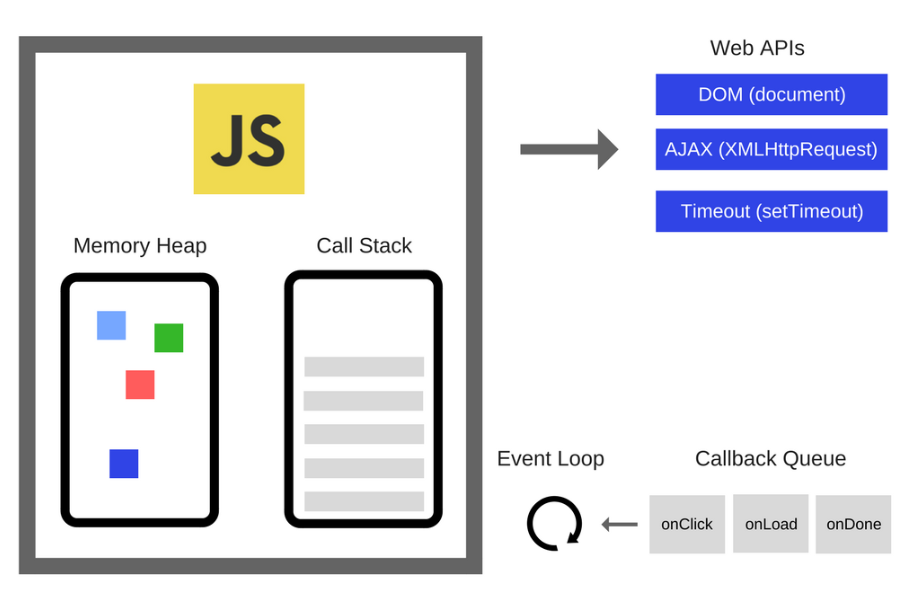 JS
Memory Heap
Call Stack
Web APIs
DOM (document)
AJAX (XMLHttpRequest)
Timeout (setTimeout)
Event Loop
Callback Queue
onClick
onLoad
onDone